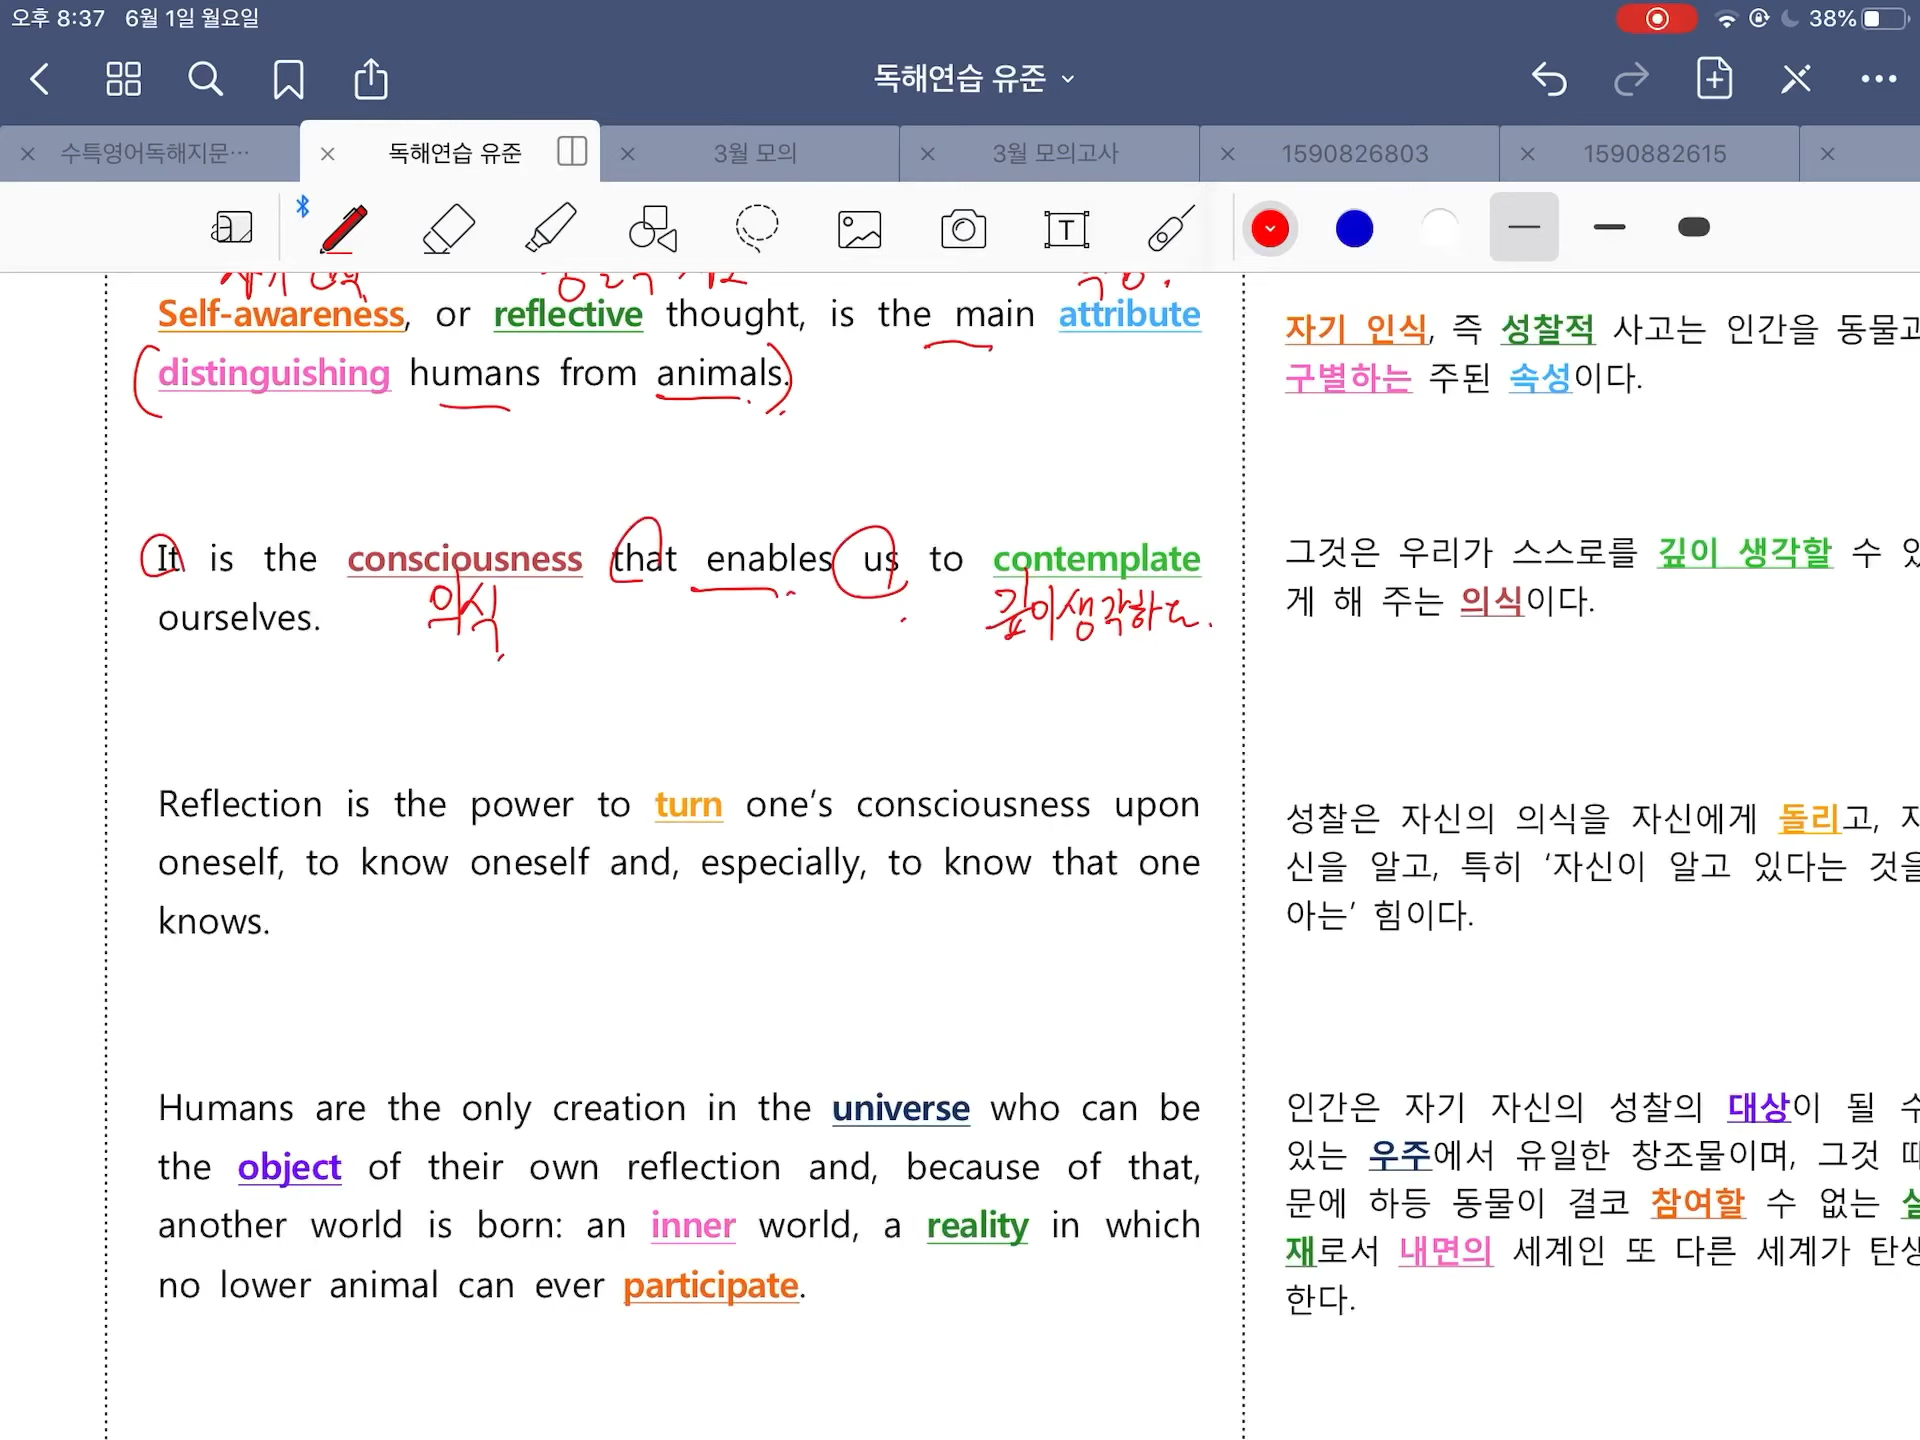 오후 8:37 6월 1일 월요일
38%
독해연습 유준
수특영어독해지문…
독해연습 유준
3월 모의
3월 모의고사
1590826803
1590882615
Self-awareness, or reflective thought, is the main attribute
distinguishing humans from animals.
It is the consciousness that enables us to contemplate
의식
깊이생각하는.
ourselves.
Reflection is the power to turn one’s consciousness upon
oneself, to know oneself and, especially, to know that one
knows.
Humans are the only creation in the universe who can be
the object of their own reflection and, because of that,
another world is born: an inner world, a reality in which
no lower animal can ever participate.
자기 인식, 즉 성찰적 사고는 인간을 동물과
구별하는 주된 속성이다.
그것은 우리가 스스로를 깊이 생각할 수 있
게 해 주는 의식이다.
성찰은 자신의 의식을 자신에게 돌리고, 자
신을 알고, 특히 ‘자신이 알고 있다는 것을
아는’ 힘이다.
인간은 자기 자신의 성찰의 대상이 될 수
있는 우주에서 유일한 창조물이며, 그것 때
문에 하등 동물이 결코 참여할 수 없는 실
재로서 내면의 세계인 또 다른 세계가 탄생
한다.